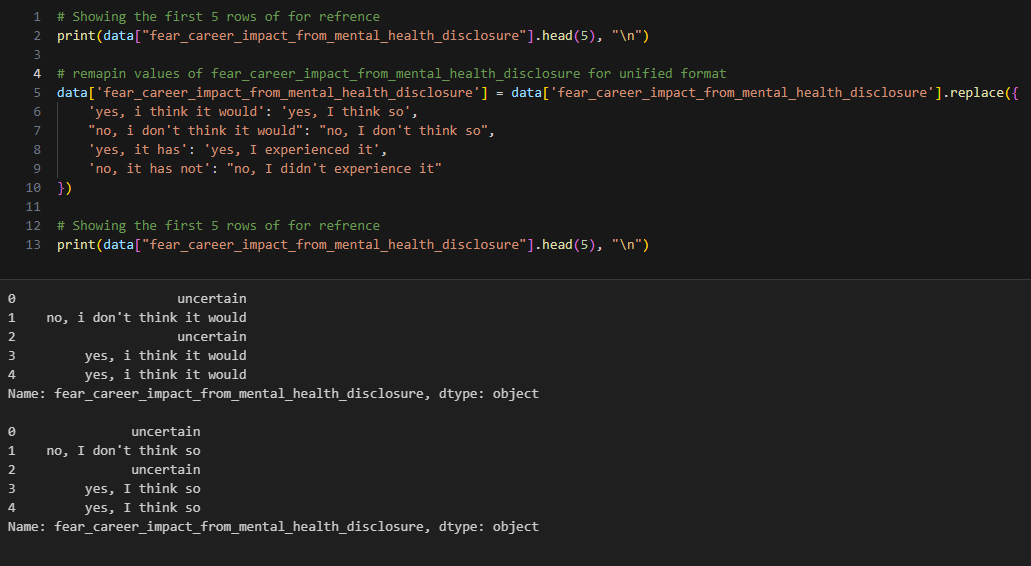 1 # Showing the first 5 rows of for refrence
2 print(data["fear_career_impact_from_mental_health_disclosure"].head(5), "\n")
3
4 # remapin values of fear_career_impact_from_mental_health_disclosure for unified format
5 data['fear_career_impact_from_mental_health_disclosure'] = data['fear_career_impact_from_mental_health_disclosure'].replace({
6     'yes, i think it would': 'yes, I think so',
7     "no, i don't think it would": "no, I don't think so",
8     'yes, it has': 'yes, I experienced it',
9     'no, it has not': "no, I didn't experience it"
10 })
11
12 # Showing the first 5 rows of for refrence
13 print(data["fear_career_impact_from_mental_health_disclosure"].head(5), "\n")
0                     uncertain
1    no, i don't think it would
2                     uncertain
3         yes, i think it would
4         yes, i think it would
Name: fear_career_impact_from_mental_health_disclosure, dtype: object
0               uncertain
1    no, I don't think so
2               uncertain
3         yes, I think so
4         yes, I think so
Name: fear_career_impact_from_mental_health_disclosure, dtype: object